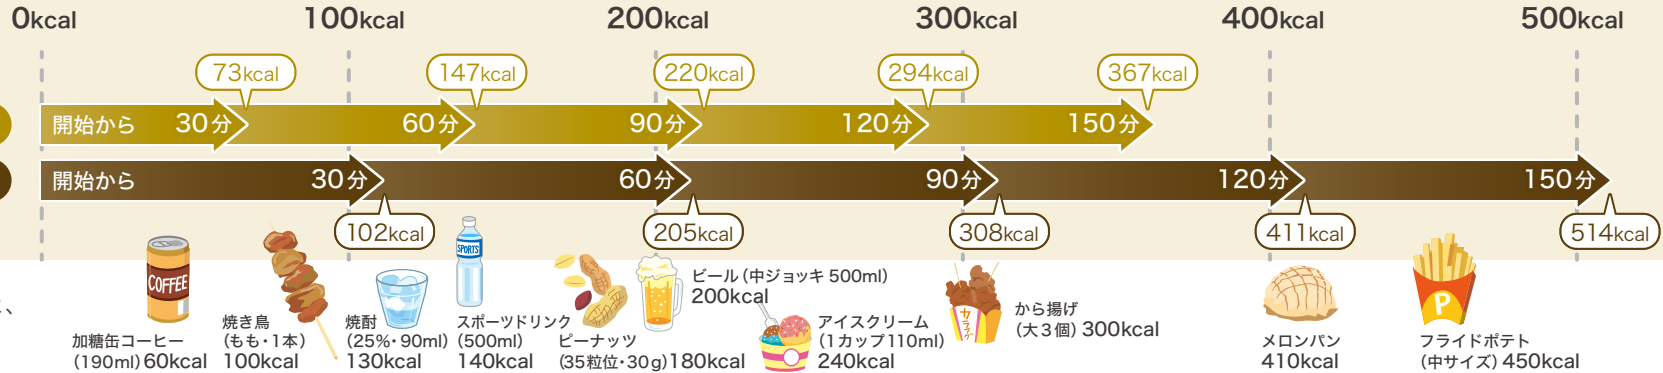 0kcal
100kcal
200kcal
300kcal
400kcal
500kcal
73kcal
147kcal
220kcal
294kcal
367kcal
開始から 30分 60分 90分 120分 150分
開始から 30分 60分 90分 120分 150分
102kcal
205kcal
308kcal
411kcal
514kcal
、
COFFEE
加糖缶コーヒー
(190ml) 60kcal
焼き鳥
(もも・1本)
100kcal
焼酎
(25%・90ml)
130kcal
SPORTS
スポーツドリンク
(500ml)
140kcal
ピーナッツ
(35粒位・30g) 180kcal
ビール (中ジョッキ 500ml)
200kcal
アイスクリーム
(1カップ110ml)
240kcal
カラアゲ
から揚げ
(大3個) 300kcal
メロンパン
410kcal
P
フライドポテト
(中サイズ) 450kcal